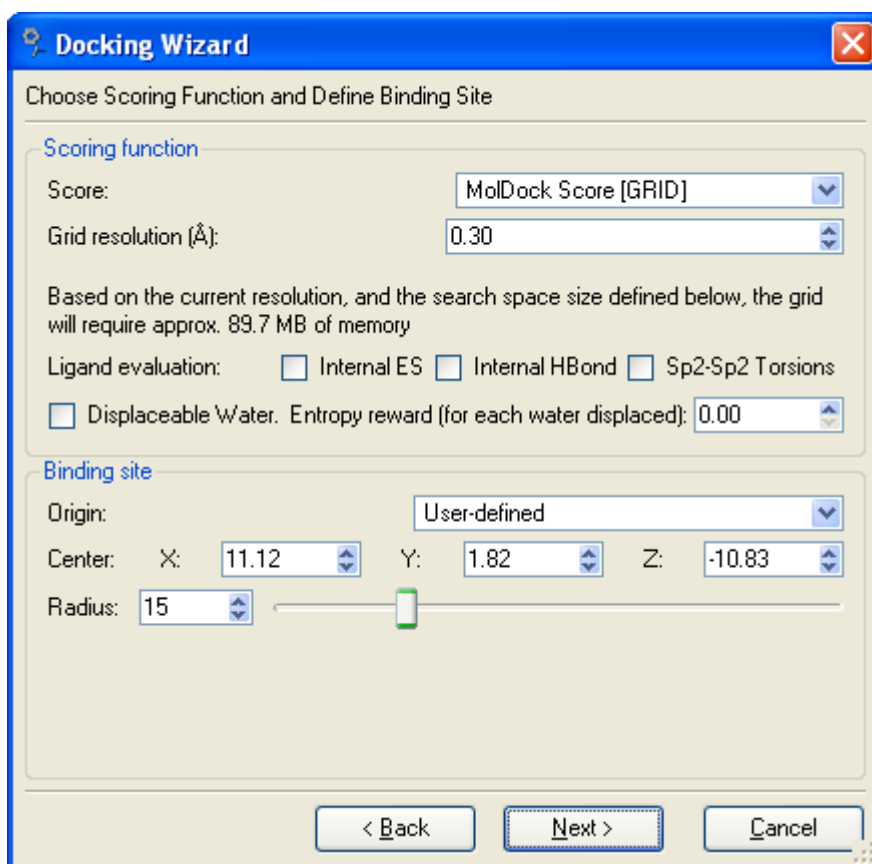 Docking Wizard
Choose Scoring Function and Define Binding Site
Scoring function
Score: MolDock Score [GRID]
Grid resolution (Å): 0.30
Based on the current resolution, and the search space size defined below, the grid
will require approx. 89.7 MB of memory
Ligand evaluation: Internal ES Internal HBond Sp2-Sp2 Torsions
Displaceable Water. Entropy reward (for each water displaced): 0.00
Binding site
Origin: User-defined
Center: X: 11.12 Y: 1.82 Z: -10.83
Radius: 15
< Back Next > Cancel